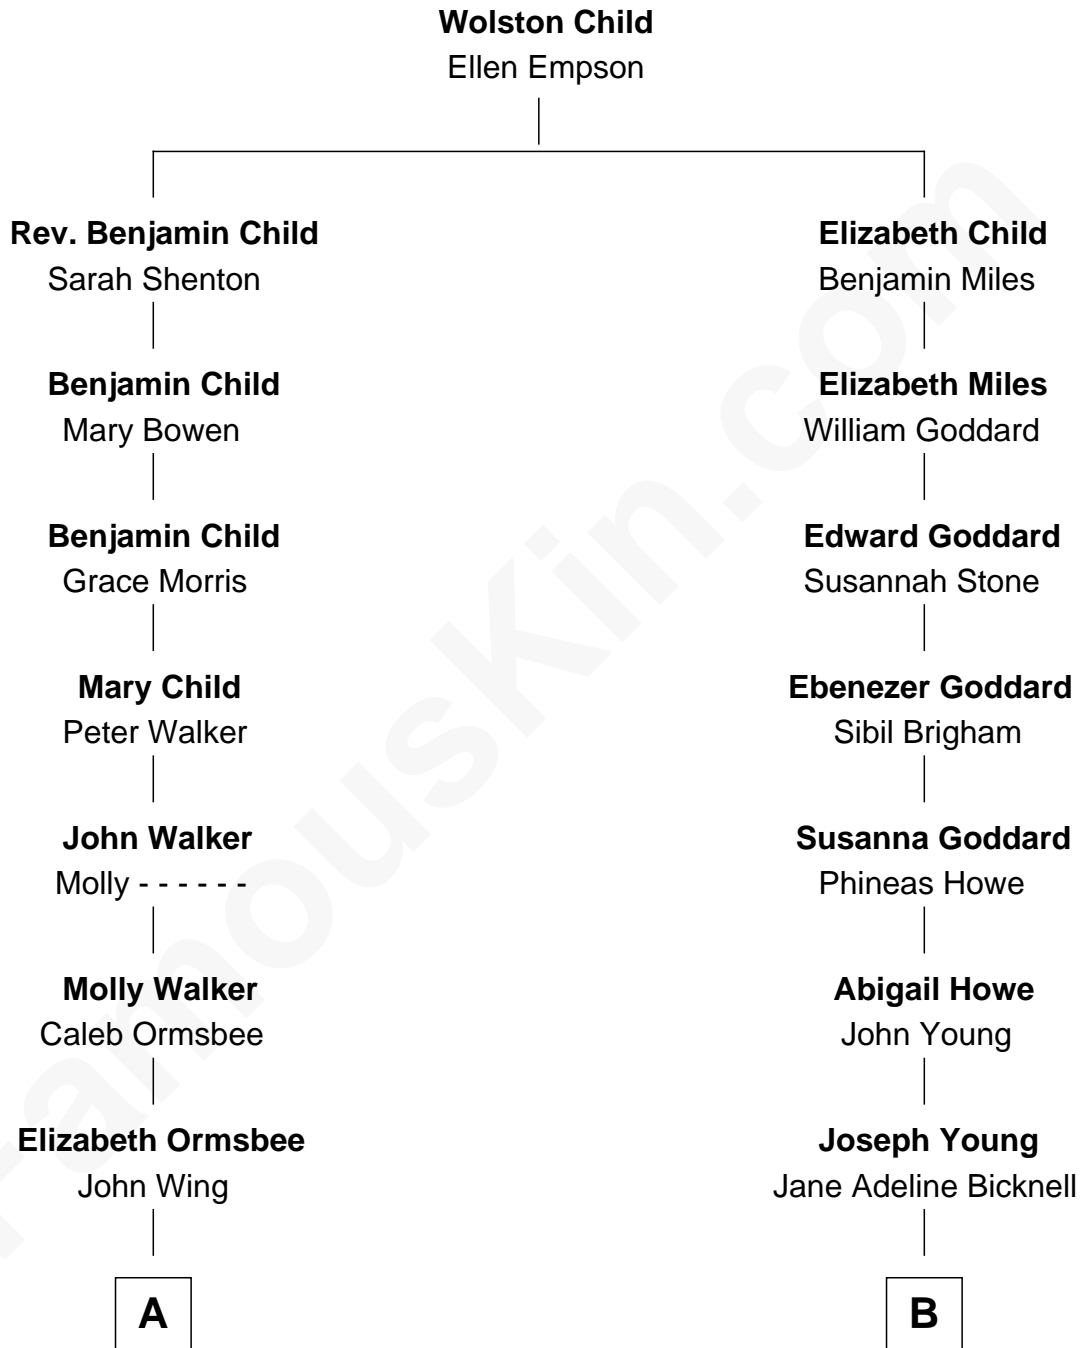 Wolston Child
Ellen Empson
Rev. Benjamin Child
Sarah Shenton
Elizabeth Child
Benjamin Miles
Benjamin Child
Mary Bowen
Elizabeth Miles
William Goddard
Benjamin Child
Grace Morris
Edward Goddard
Susannah Stone
Mary Child
Peter Walker
Ebenezer Goddard
Sibil Brigham
John Walker
Molly - - - - - -
Susanna Goddard
Phineas Howe
Molly Walker
Caleb Ormsbee
Abigail Howe
John Young
Elizabeth Ormsbee
John Wing
Joseph Young
Jane Adeline Bicknell
A
B
FamousKin.com